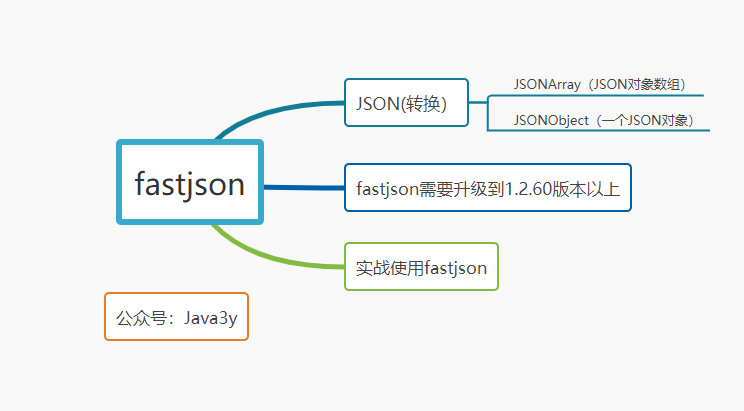 JSONArray（JSON对象数组）
JSON(转换）
JSONObject（一个JSON对象）
fastjson
fastjson需要升级到1.2.60版本以上
实战使用fastjson
公众号：Java3y